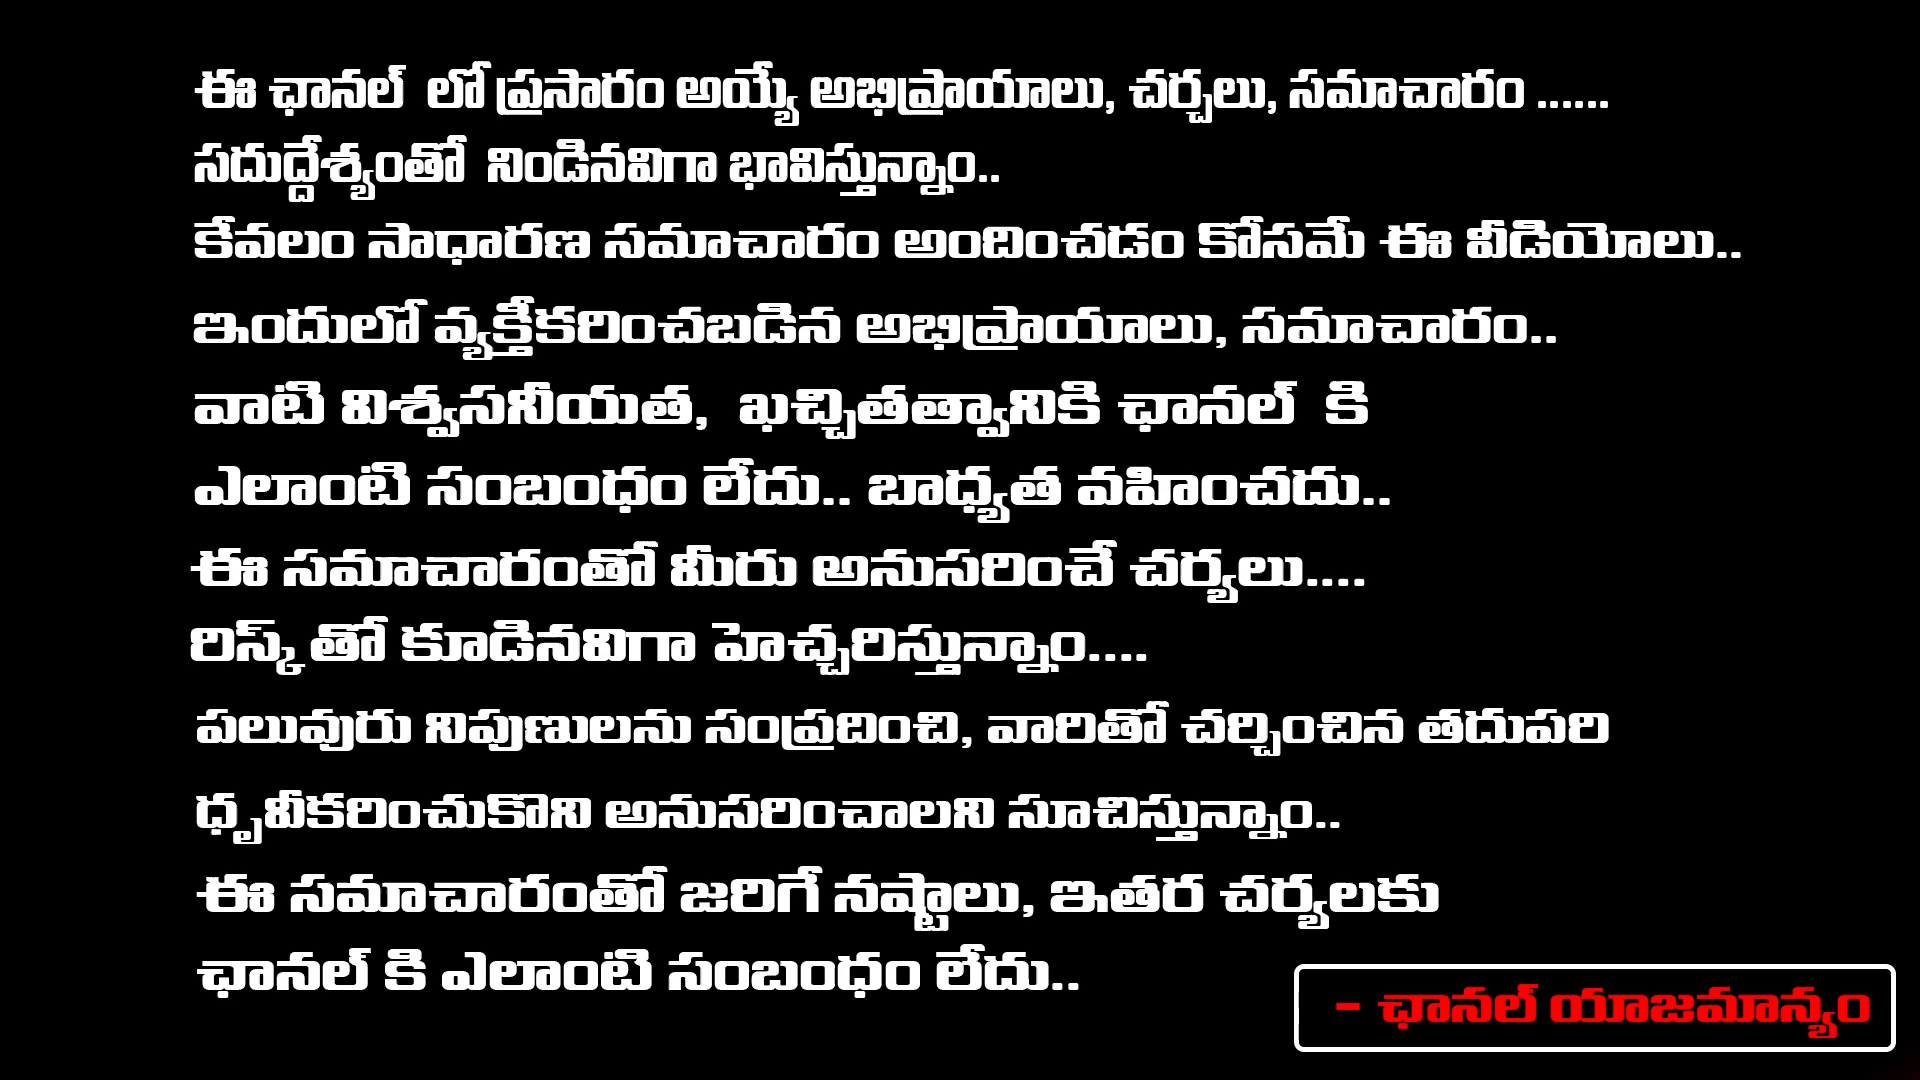 ఈ ఛానల్ లో ప్రసారం అయ్యే అభిప్రాయాలు, చర్చలు, సమాచారం ......
సదుద్దేశ్యంతో నిండినవిగా భావిస్తున్నాం..
కేవలం సాధారణ సమాచారం అందించడం కోసమే ఈ వీడియోలు..
ఇందులో వ్యక్తీకరించబడిన అభిప్రాయాలు, సమాచారం..
వాటి విశ్వసనీయత, ఖచ్చితత్వానికి ఛానల్ కి
ఎలాంటి సంబంధం లేదు.. బాధ్యత వహించదు..
ఈ సమాచారంతో మీరు అనుసరించే చర్యలు....
రిస్క్ తో కూడినవిగా హెచ్చరిస్తున్నాం....
పలువురు నిపుణులను సంప్రదించి, వారితో చర్చించిన తదుపరి
ధృవీకరించుకొని అనుసరించాలని సూచిస్తున్నాం..
ఈ సమాచారంతో జరిగే నష్టాలు, ఇతర చర్యలకు
ఛానల్ కి ఎలాంటి సంబంధం లేదు..
- ఛానల్ యాజమాన్యం